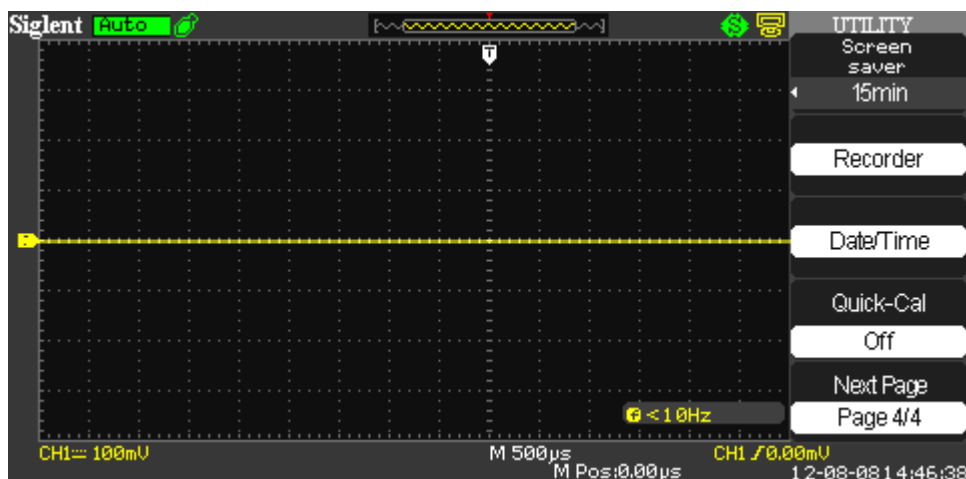 Siglent Auto
T
CH1⎓ 100mV
M 500µs
M Pos:0.00µs
CH1 / 0.00mV
12-08-08 14:46:38
f <10Hz
UTILITY
Screen
saver
15min
Recorder
Date/Time
Quick-Cal
Off
Next Page
Page 4/4